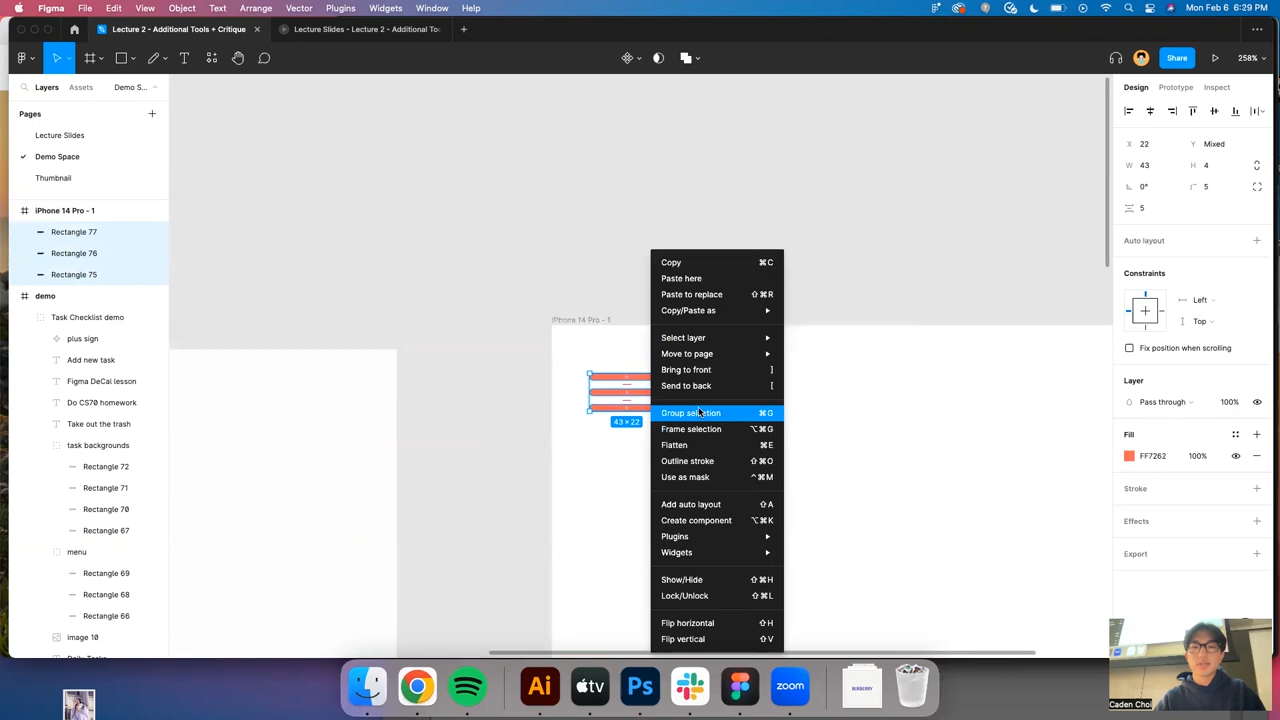 Figma File Edit View Object Text Arrange Vector Plugins Widgets Window Help Mon Feb 6 6:29 PM
Lecture 2 - Additional Tools + Critique
Lecture Slides - Lecture 2 - Additional To
Share
258%
Layers Assets Demo S...
Pages
Lecture Slides
Demo Space
Thumbnail
iPhone 14 Pro - 1
Rectangle 77
Rectangle 76
Rectangle 75
demo
Task Checklist demo
plus sign
Add new task
Figma DeCal lesson
Do CS70 homework
Take out the trash
task backgrounds
Rectangle 72
Rectangle 71
Rectangle 70
Rectangle 67
menu
Rectangle 69
Rectangle 68
Rectangle 66
image 10
iPhone 14 Pro - 1
43 × 22
Copy ⌘C
Paste here
Paste to replace ⇧⌘R
Copy/Paste as
Select layer
Move to page
Bring to front ]
Send to back [
Group selection ⌘G
Frame selection ⌥⌘G
Flatten ⌘E
Outline stroke ⇧⌘O
Use as mask ^⌘M
Add auto layout ⇧A
Create component ⌥⌘K
Plugins
Widgets
Show/Hide ⇧⌘H
Lock/Unlock ⇧⌘L
Flip horizontal ⇧H
Flip vertical ⇧V
Design Prototype Inspect
X 22 Y Mixed
W 43 H 4
0° 5
5
Auto layout
Constraints
Left
Top
Fix position when scrolling
Layer
Pass through 100%
Fill
FF7262 100%
Stroke
Effects
Export
Caden Choi
Ai
tv
Ps
zoom
BURBERRY